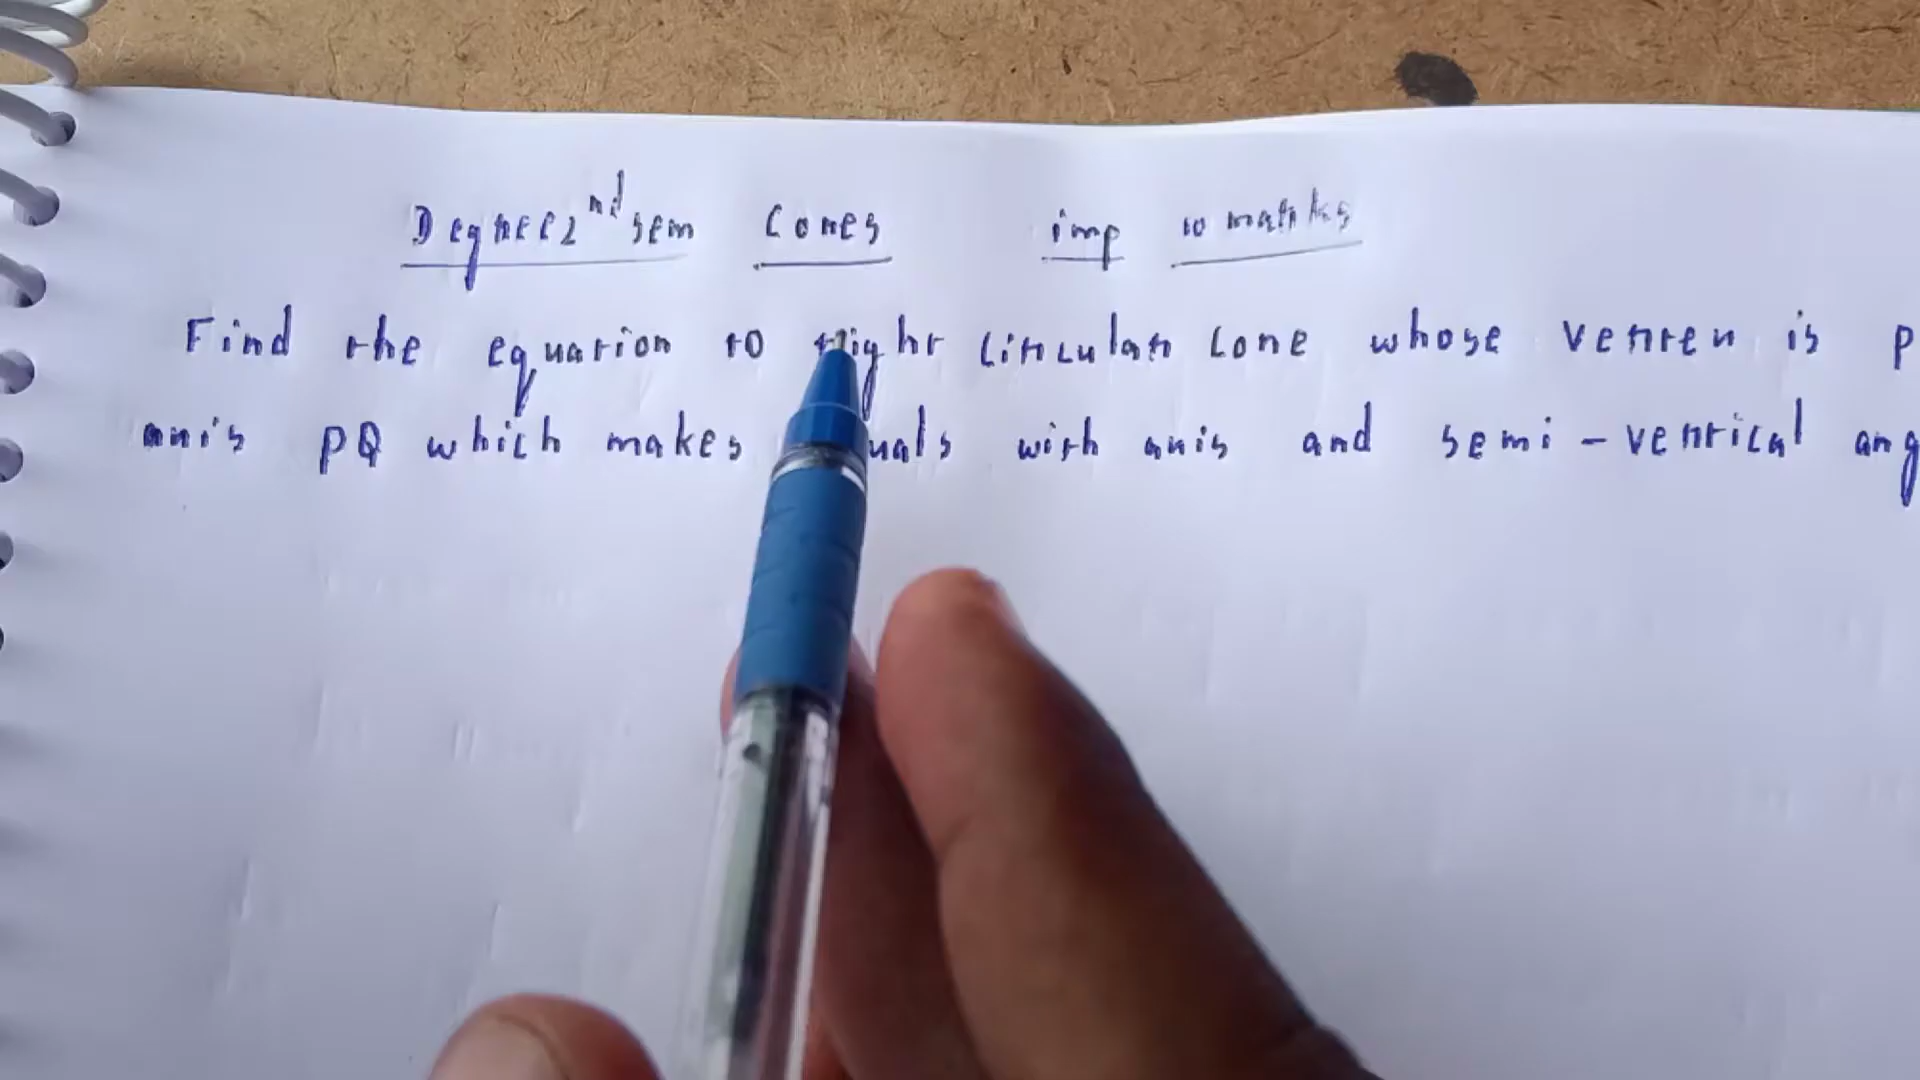 Degree 2nd sem Cones imp 10 marks
Find the equation to right circular cone whose vertex is P
axis PQ which makes with axis and semi-vertical ang